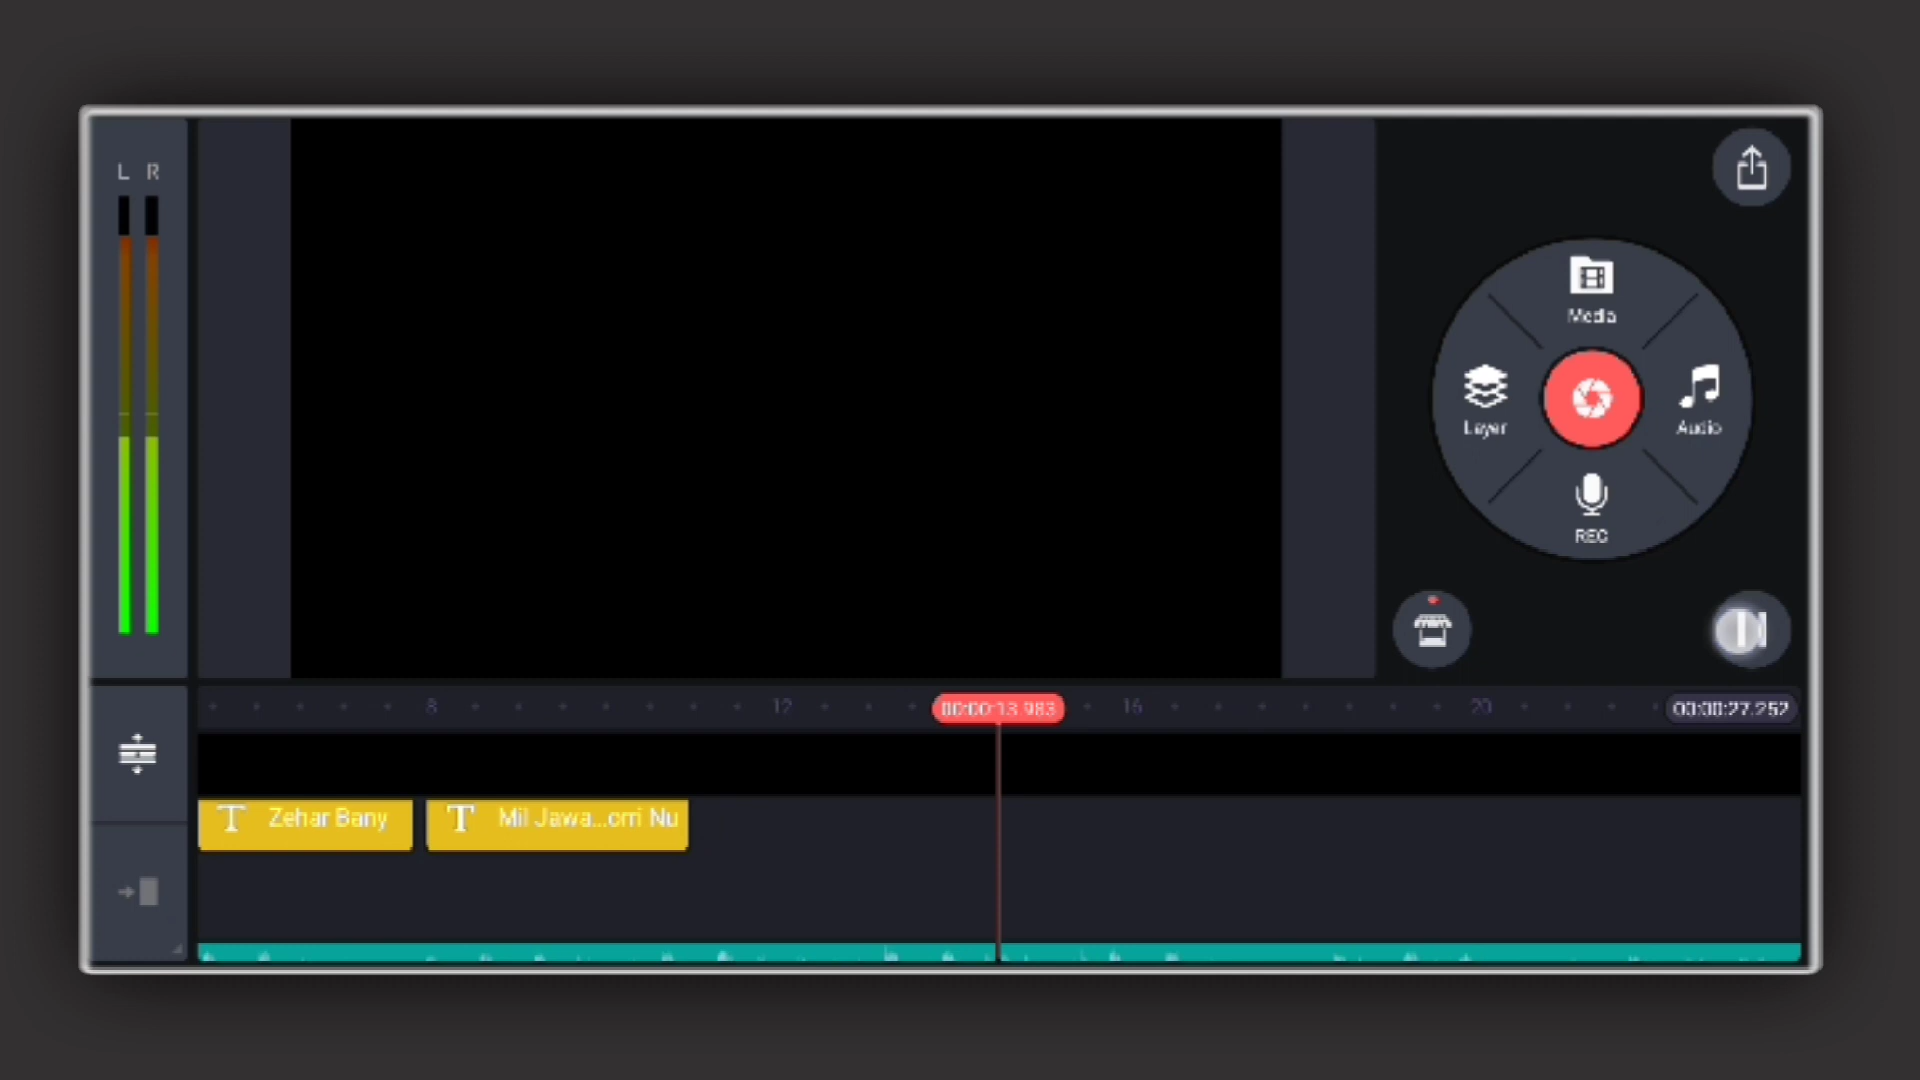 L R
Media
Layer
Audio
REC
8
12
00:00:13.983
16
20
00:00:27.252
Zehar Bany
Mil Jawa...orri Nu